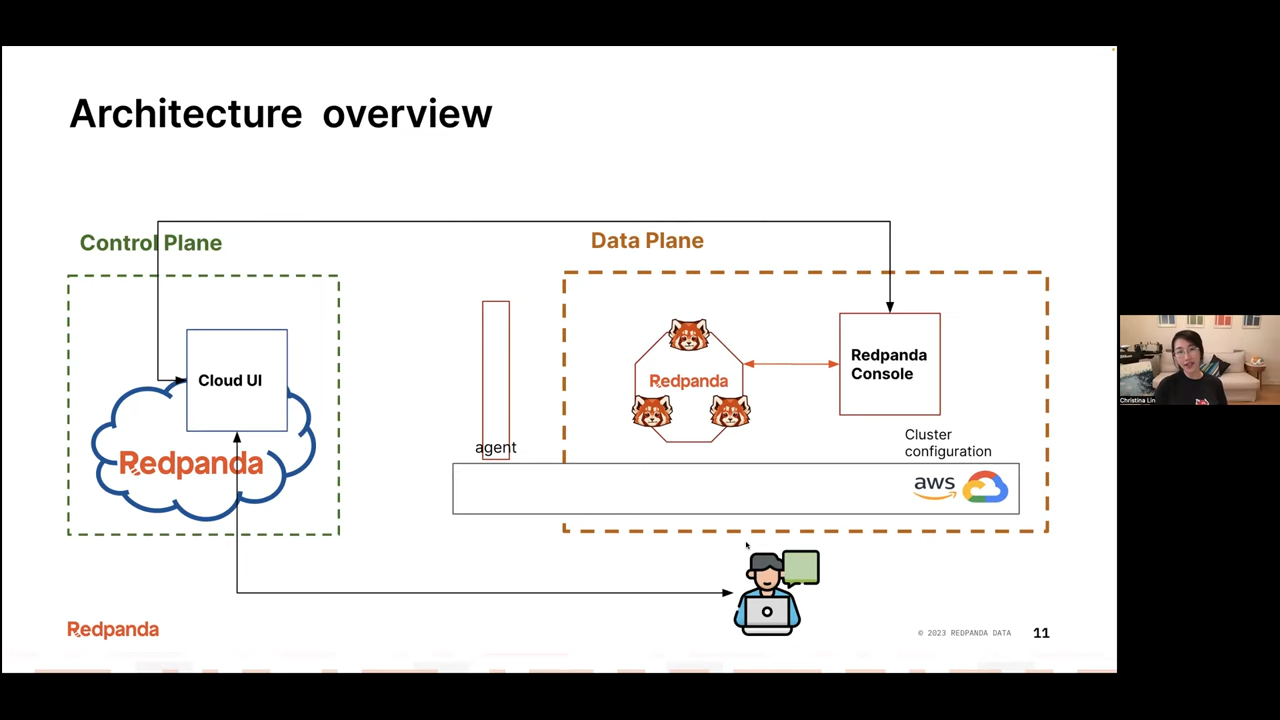 Architecture overview
Control Plane
Data Plane
Cloud UI
Redpanda
agent
Redpanda
Redpanda
Console
Cluster
configuration
aws
Redpanda
© 2023 REDPANDA DATA
11
Christina Lin